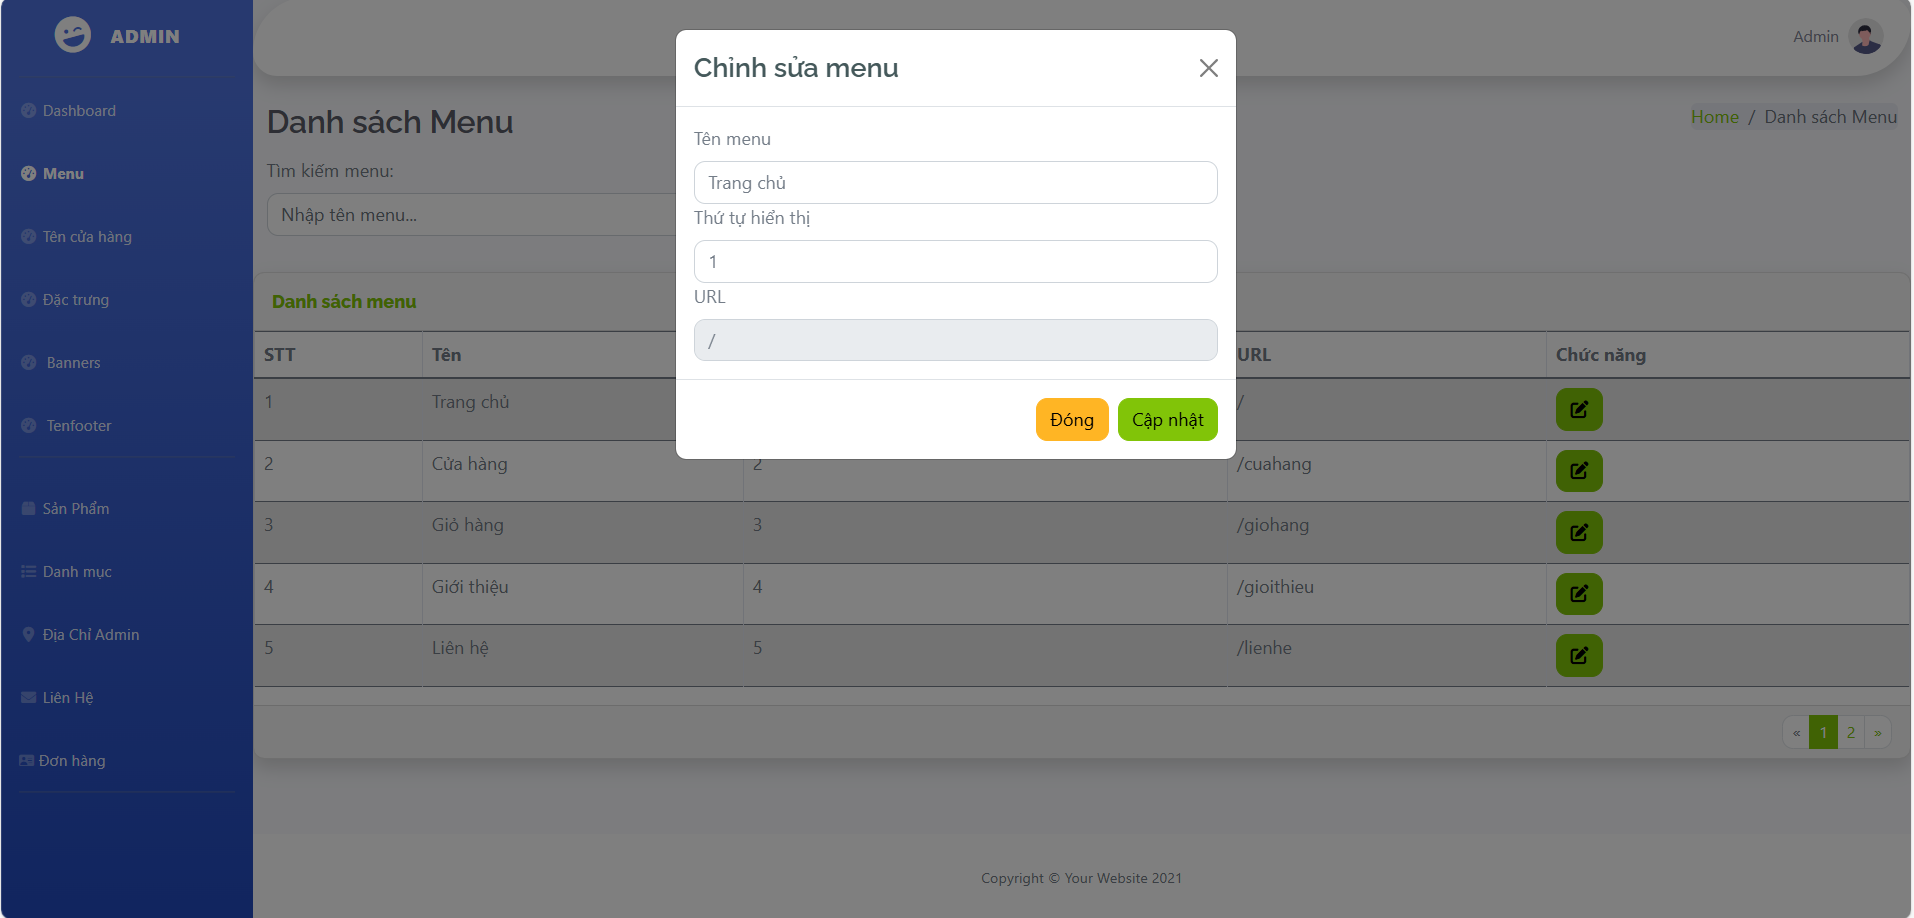 ADMIN
Dashboard
Menu
Tên cửa hàng
Đặc trưng
Banners
Tenfooter
Sản Phẩm
Danh mục
Địa Chỉ Admin
Liên Hệ
Đơn hàng
Admin
Danh sách Menu
Home / Danh sách Menu
Tìm kiếm menu:
Nhập tên menu...
Chỉnh sửa menu
Tên menu
Trang chủ
Thứ tự hiển thị
1
URL
/
Đóng Cập nhật
Danh sách menu
STT Tên URL Chức năng
1 Trang chủ /
2 Cửa hàng 2 /cuahang
3 Giỏ hàng 3 /giohang
4 Giới thiệu 4 /gioithieu
5 Liên hệ 5 /lienhe
« 1 2 »
Copyright © Your Website 2021